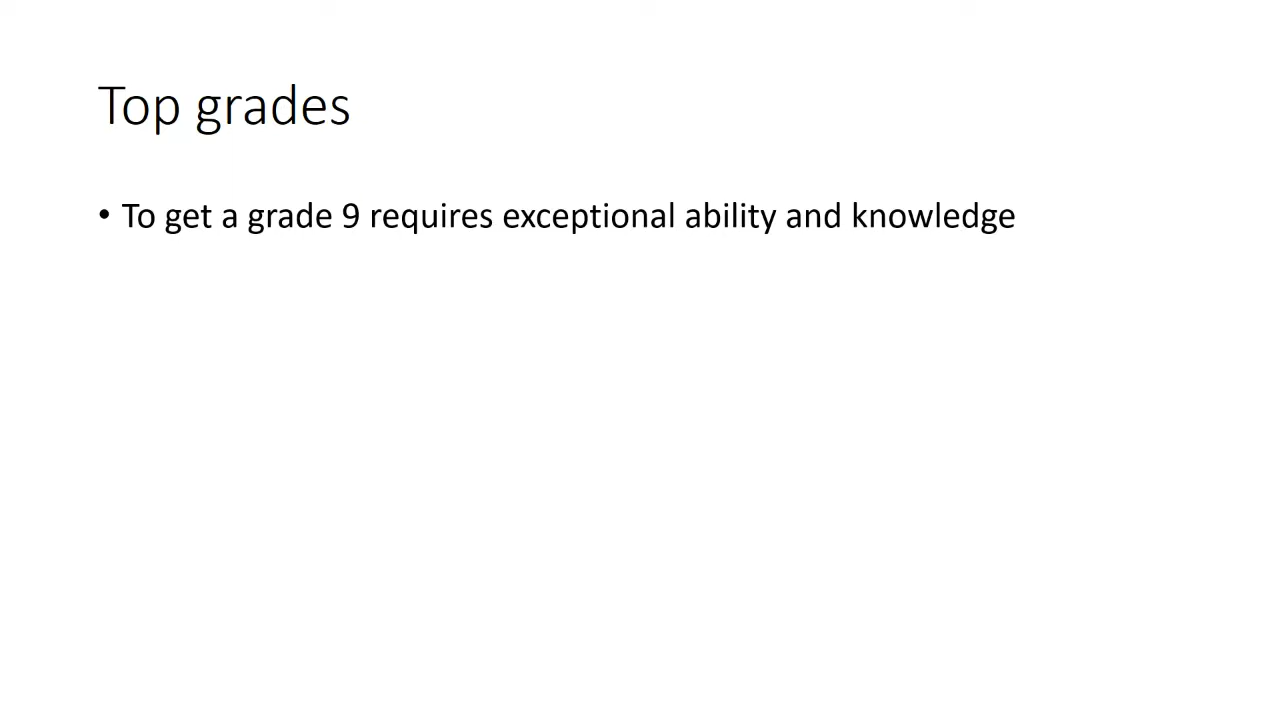 Top grades
• To get a grade 9 requires exceptional ability and knowledge